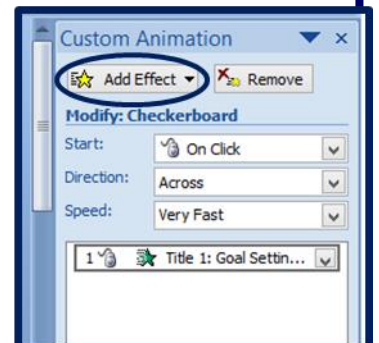 Custom Animation
Add Effect Remove
Modify: Checkerboard
Start: On Click
Direction: Across
Speed: Very Fast
1 Title 1: Goal Settin...